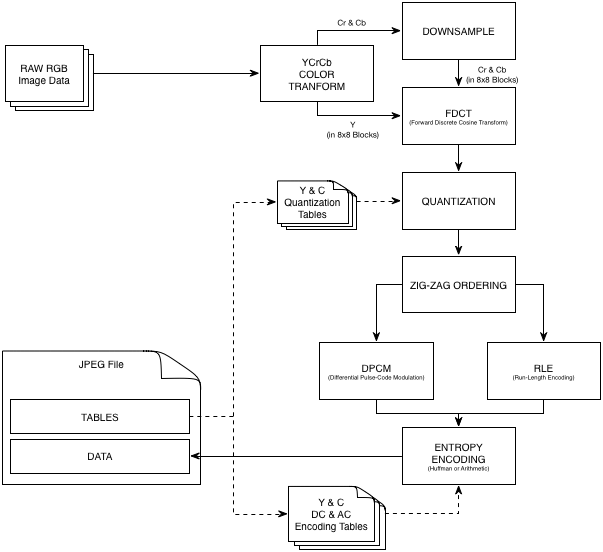 Cr & Cb
DOWNSAMPLE
RAW RGB
Image Data
YCrCb
COLOR
TRANFORM
Cr & Cb
(in 8x8 Blocks)
Y
(in 8x8 Blocks)
FDCT
(Forward Discrete Cosine Transform)
Y & C
Quantization
Tables
QUANTIZATION
ZIG-ZAG ORDERING
DPCM
(Differential Pulse-Code Modulation)
RLE
(Run-Length Encoding)
JPEG File
TABLES
DATA
ENTROPY
ENCODING
(Huffman or Arithmetic)
Y & C
DC & AC
Encoding Tables